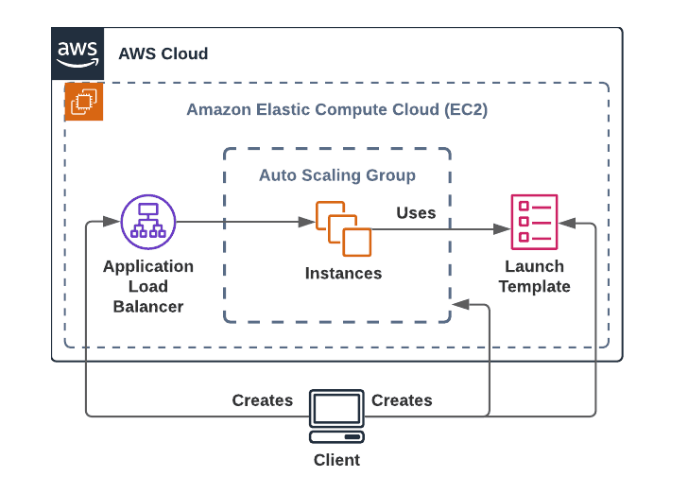 aws
AWS Cloud
Amazon Elastic Compute Cloud (EC2)
Auto Scaling Group
Uses
Application
Load
Balancer
Instances
Launch
Template
Creates
Creates
Client